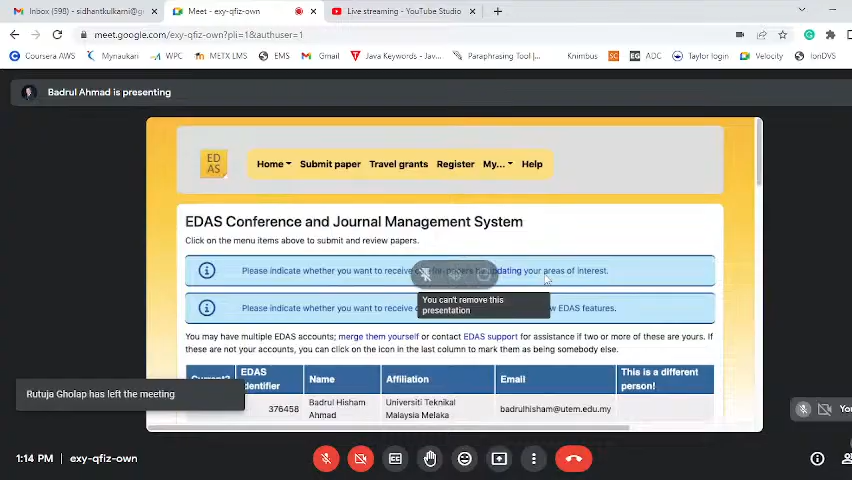 Inbox (598) - sidhantkulkarni@g
Meet - exy-qfiz-own
Live streaming - YouTube Studio
meet.google.com/exy-qfiz-own?pli=1&authuser=1
Coursera AWS
Mynaukari
WPC
METX LMS
EMS
Gmail
Java Keywords - Ja...
Paraphrasing Tool |...
Knimbus
SC
EG
ADC
Taylor login
Velocity
IonDVS
Badrul Ahmad is presenting
ED
AS
Home
Submit paper
Travel grants
Register
My...
Help
EDAS Conference and Journal Management System
Click on the menu items above to submit and review papers.
Please indicate whether you want to receive updating your areas of interest.
You can't remove this
presentation
Please indicate whether you want to receive EDAS features.
You may have multiple EDAS accounts; merge them yourself or contact EDAS support for assistance if two or more of these are yours. If
these are not your accounts, you can click on the icon in the last column to mark them as being somebody else.
EDAS
identifier
Name
Affiliation
Email
This is a different
person!
376458
Badrul Hisham
Ahmad
Universiti Teknikal
Malaysia Melaka
badrulhisham@utem.edu.my
Rutuja Gholap has left the meeting
1:14 PM
exy-qfiz-own